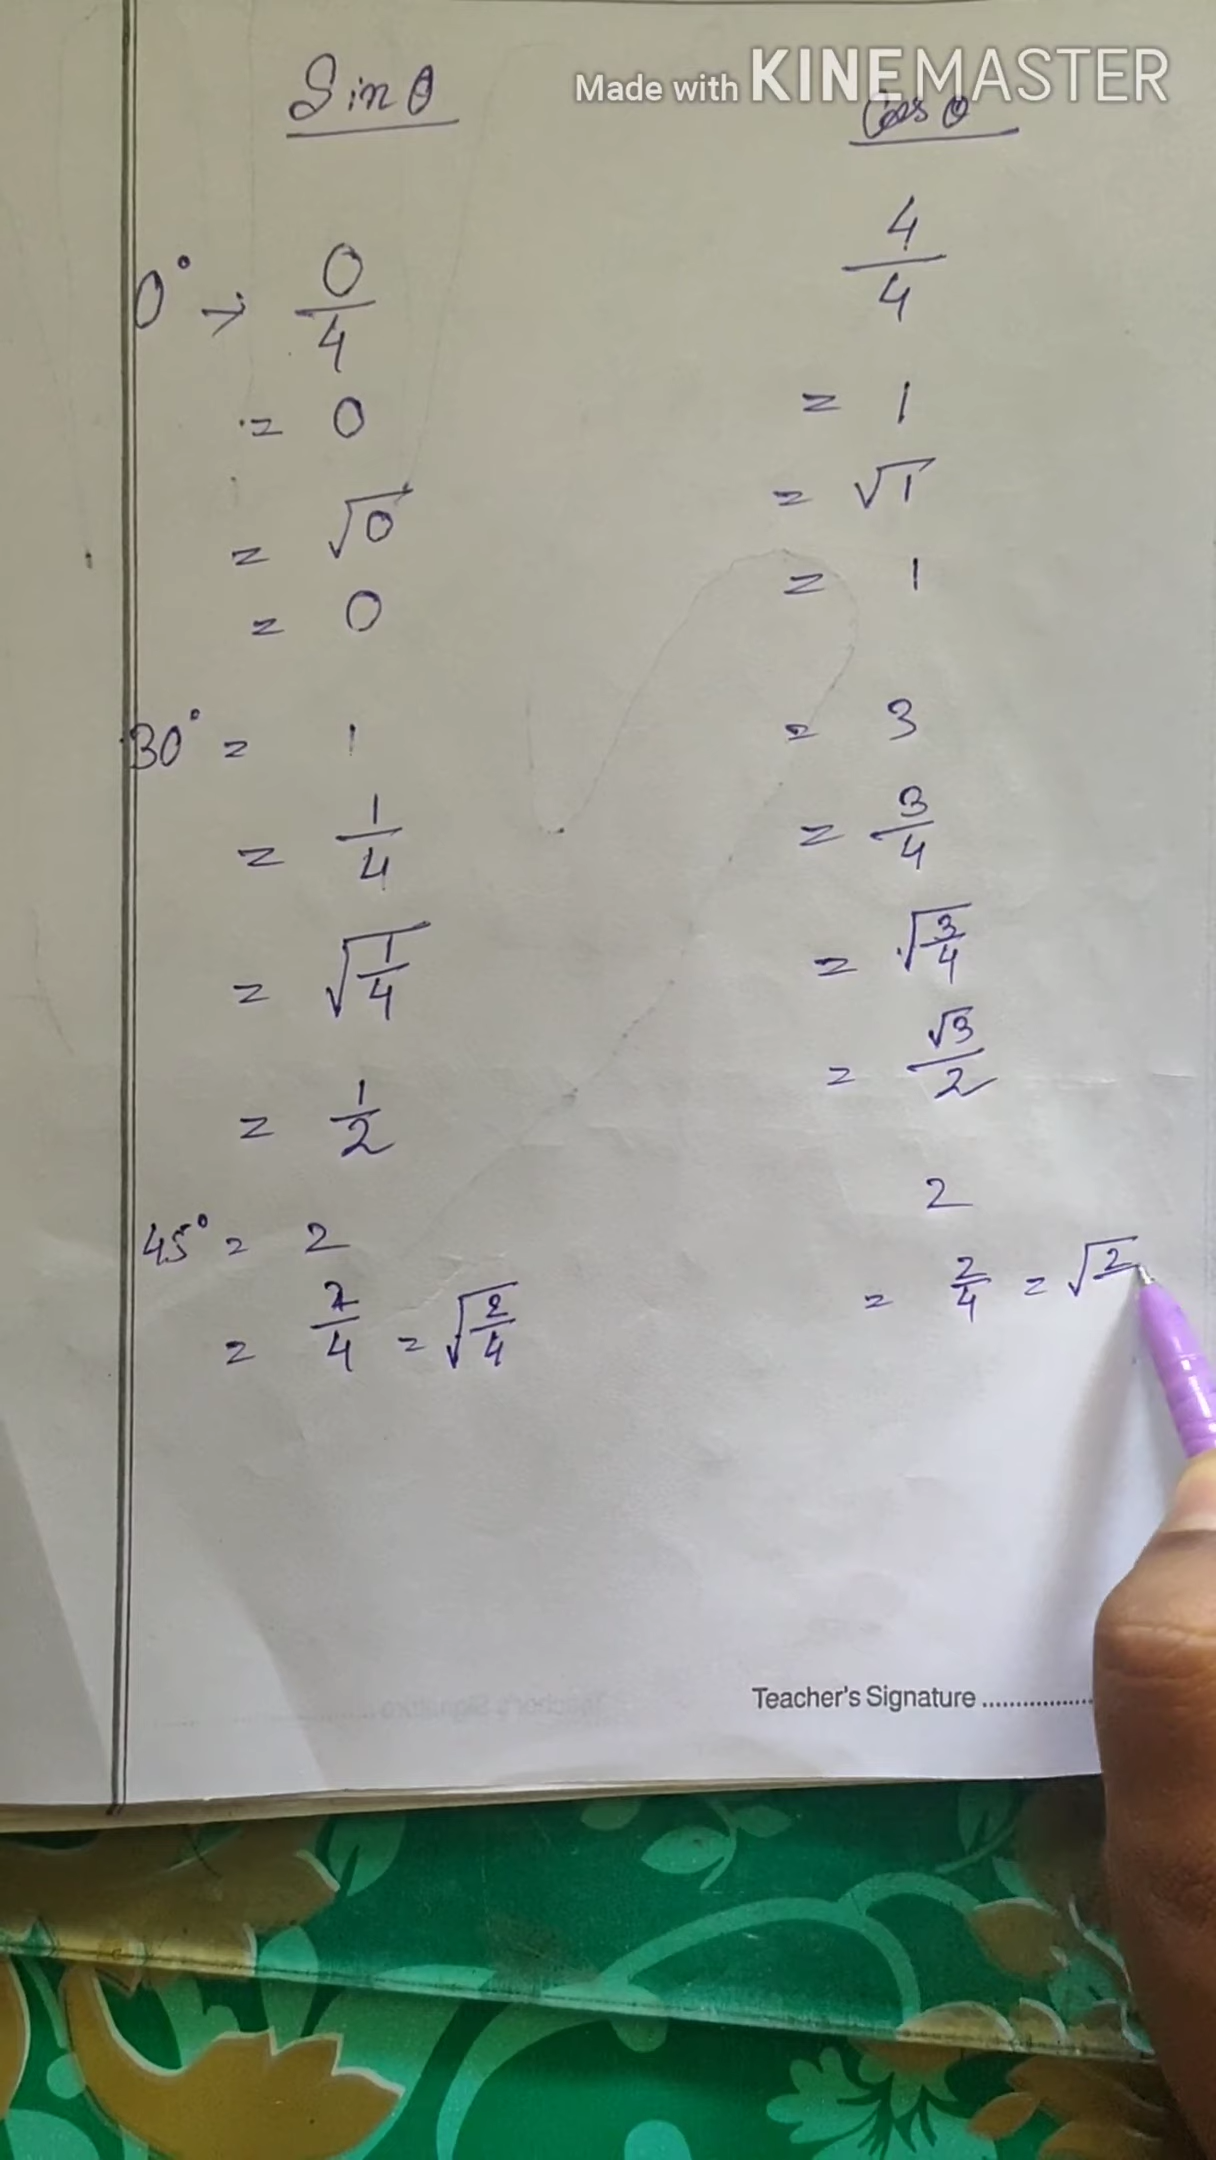 Made with KINEMASTER
Sin θ Cos θ
0° → 0/4 4/4
= 0 = 1
= √0 = √1
= 0 = 1
30° = 1 = 3
= 1/4 = 3/4
= √1/4 = √3/4
= 1/2 = √3/2
45° = 2 2
= 2/4 = √2/4 = 2/4 = √2
Teacher's Signature ................